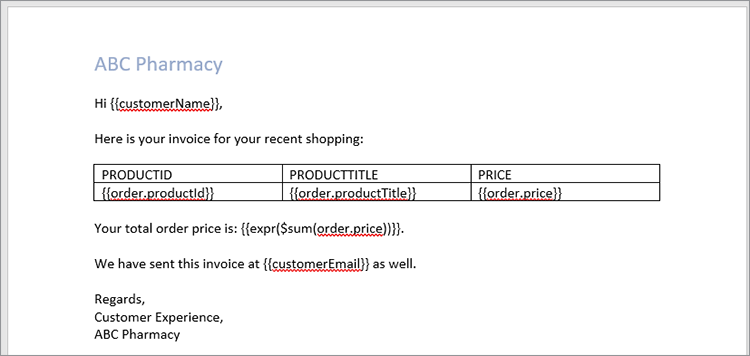 ABC Pharmacy
Hi {{customerName}},
Here is your invoice for your recent shopping:
PRODUCTID PRODUCTTITLE PRICE
{{order.productId}} {{order.productTitle}} {{order.price}}
Your total order price is: {{expr($sum(order.price))}}.
We have sent this invoice at {{customerEmail}} as well.
Regards,
Customer Experience,
ABC Pharmacy